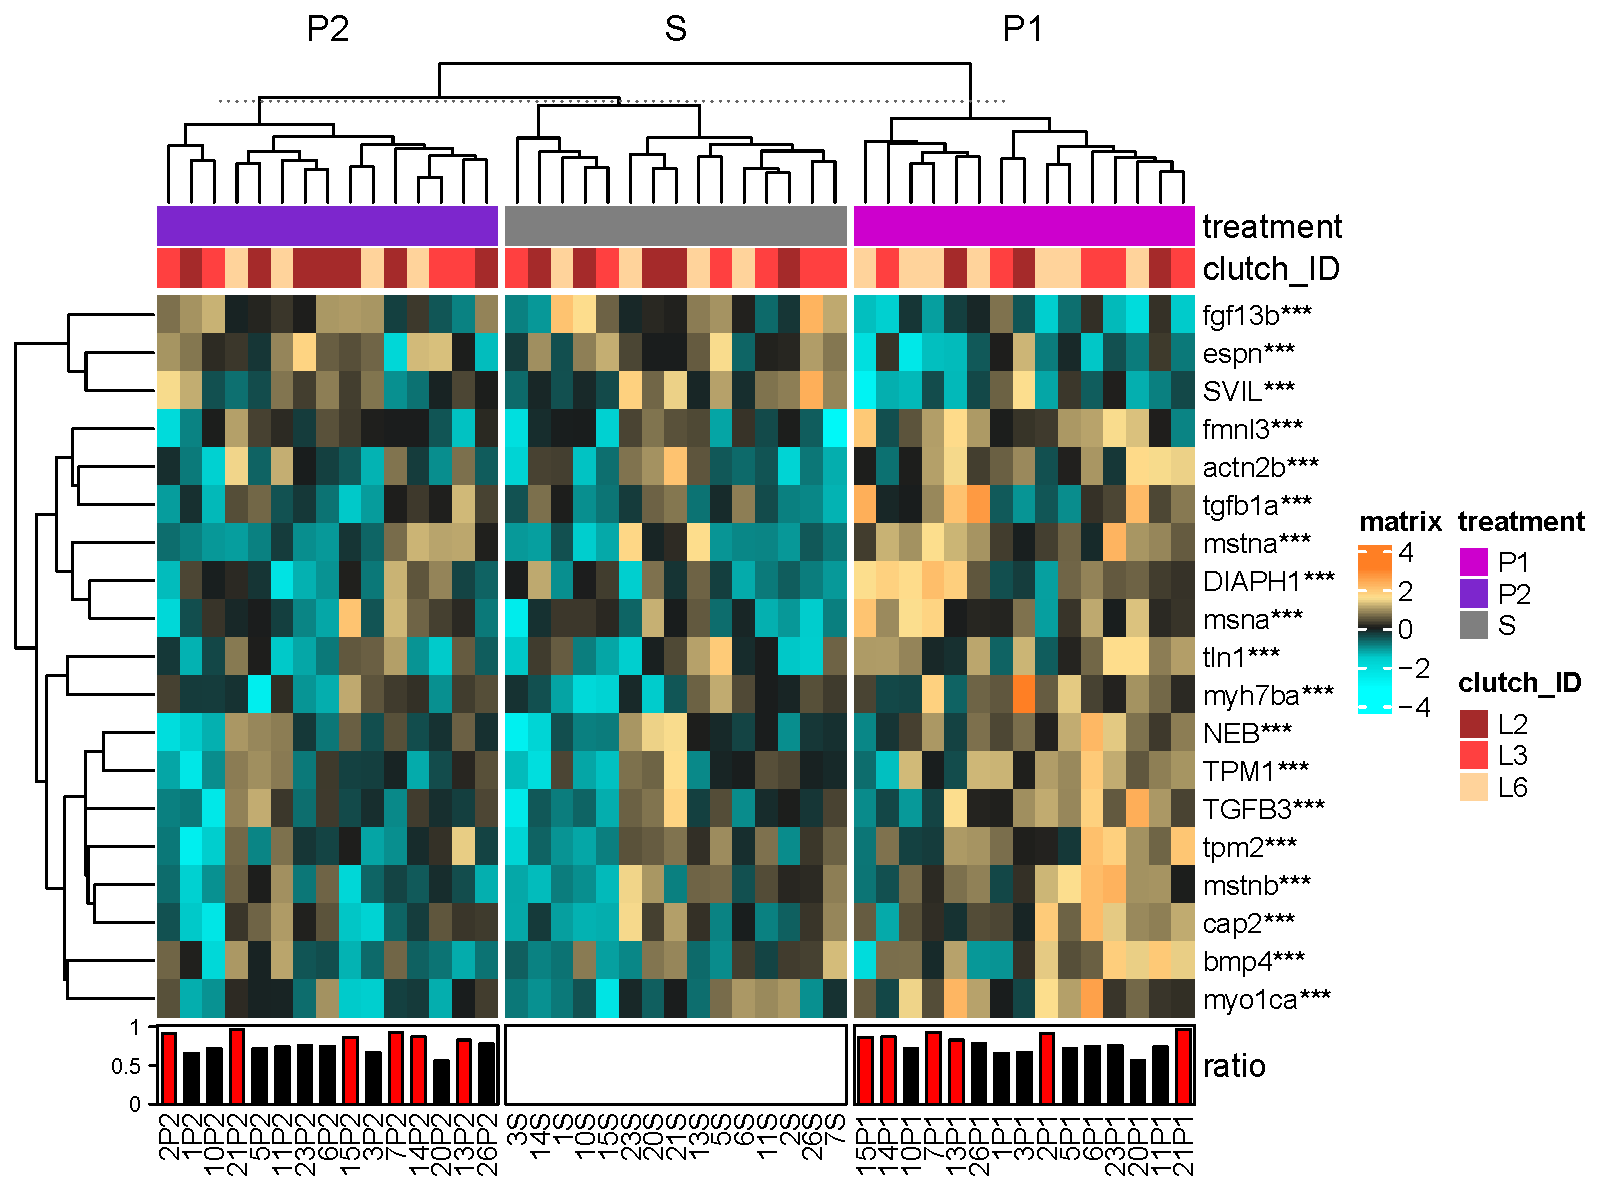 P2 S P1
treatment
clutch_ID
fgf13b***
espn***
SVIL***
fmnl3***
actn2b***
tgfb1a***
mstna***
DIAPH1***
msna***
tln1***
myh7ba***
NEB***
TPM1***
TGFB3***
tpm2***
mstnb***
cap2***
bmp4***
myo1ca***
matrix
4
2
0
−2
−4
treatment
P1
P2
S
clutch_ID
L2
L3
L6
1
0.5
0
ratio
2P2 1P2 10P2 21P2 5P2 11P2 23P2 6P2 15P2 3P2 7P2 14P2 20P2 13P2 26P2 3S 14S 1S 10S 15S 23S 20S 21S 13S 5S 6S 11S 2S 26S 7S 15P1 14P1 10P1 7P1 13P1 26P1 1P1 3P1 2P1 5P1 6P1 23P1 20P1 11P1 21P1